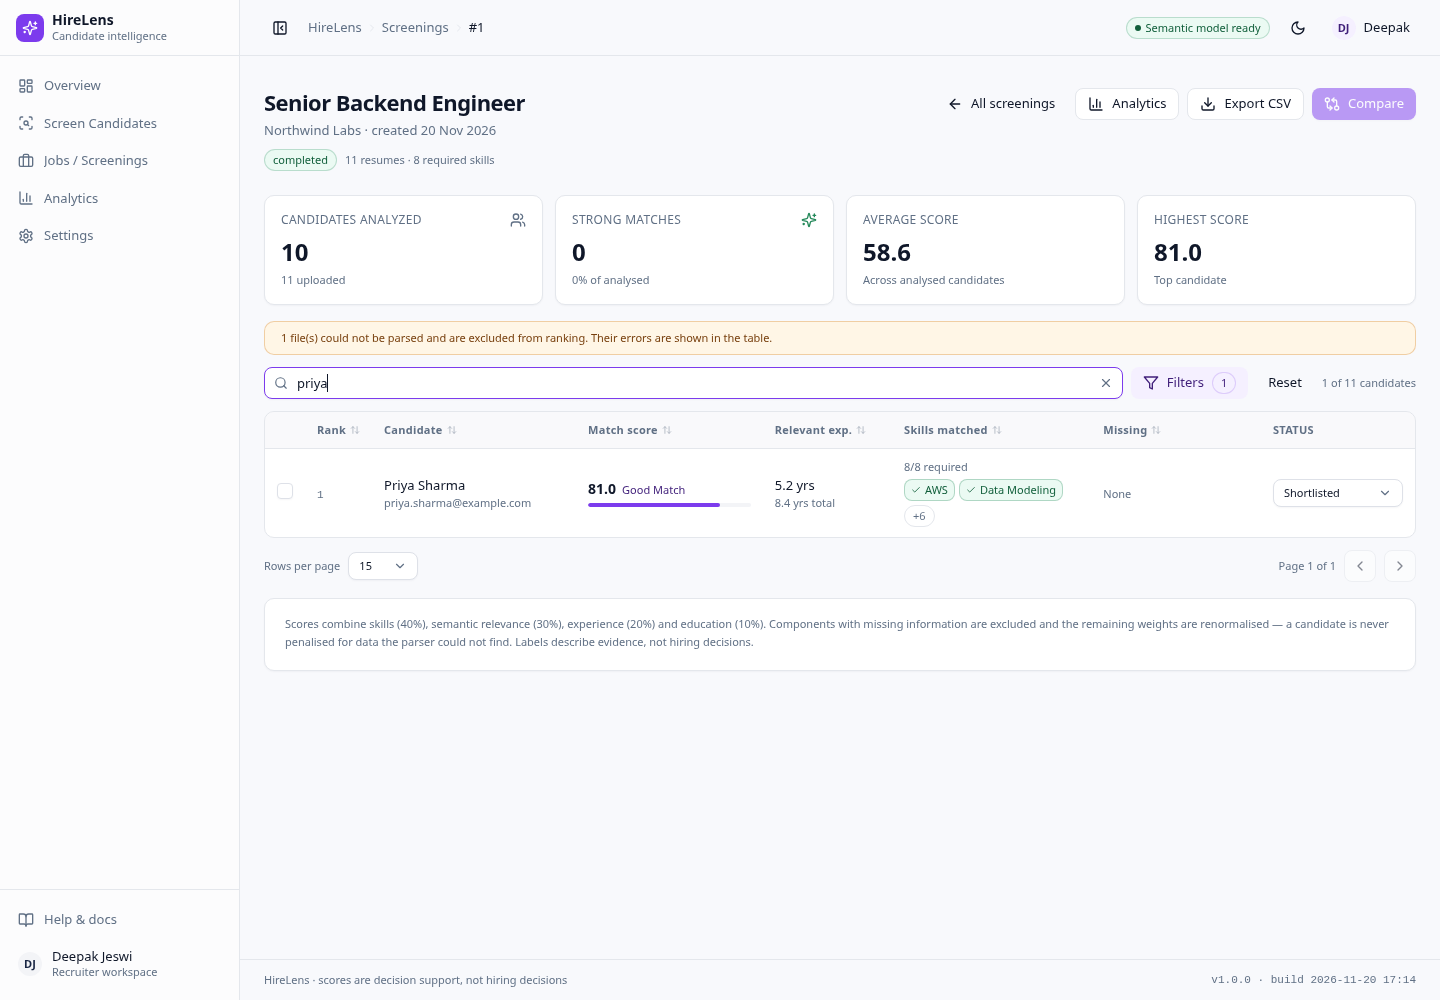 HireLens
Candidate intelligence
Overview
Screen Candidates
Jobs / Screenings
Analytics
Settings
Help & docs
DJ
Deepak Jeswi
Recruiter workspace
HireLens
Screenings
#1
Semantic model ready
DJ
Deepak
Senior Backend Engineer
Northwind Labs · created 20 Nov 2026
completed
11 resumes · 8 required skills
All screenings
Analytics
Export CSV
Compare
CANDIDATES ANALYZED
10
11 uploaded
STRONG MATCHES
0
0% of analysed
AVERAGE SCORE
58.6
Across analysed candidates
HIGHEST SCORE
81.0
Top candidate
1 file(s) could not be parsed and are excluded from ranking. Their errors are shown in the table.
priya
Filters 1
Reset
1 of 11 candidates
Rank
Candidate
Match score
Relevant exp.
Skills matched
Missing
STATUS
1
Priya Sharma
priya.sharma@example.com
81.0 Good Match
5.2 yrs
8.4 yrs total
8/8 required
AWS
Data Modeling
+6
None
Shortlisted
Rows per page
15
Page 1 of 1
Scores combine skills (40%), semantic relevance (30%), experience (20%) and education (10%). Components with missing information are excluded and the remaining weights are renormalised — a candidate is never
penalised for data the parser could not find. Labels describe evidence, not hiring decisions.
HireLens · scores are decision support, not hiring decisions
v1.0.0 · build 2026-11-20 17:14